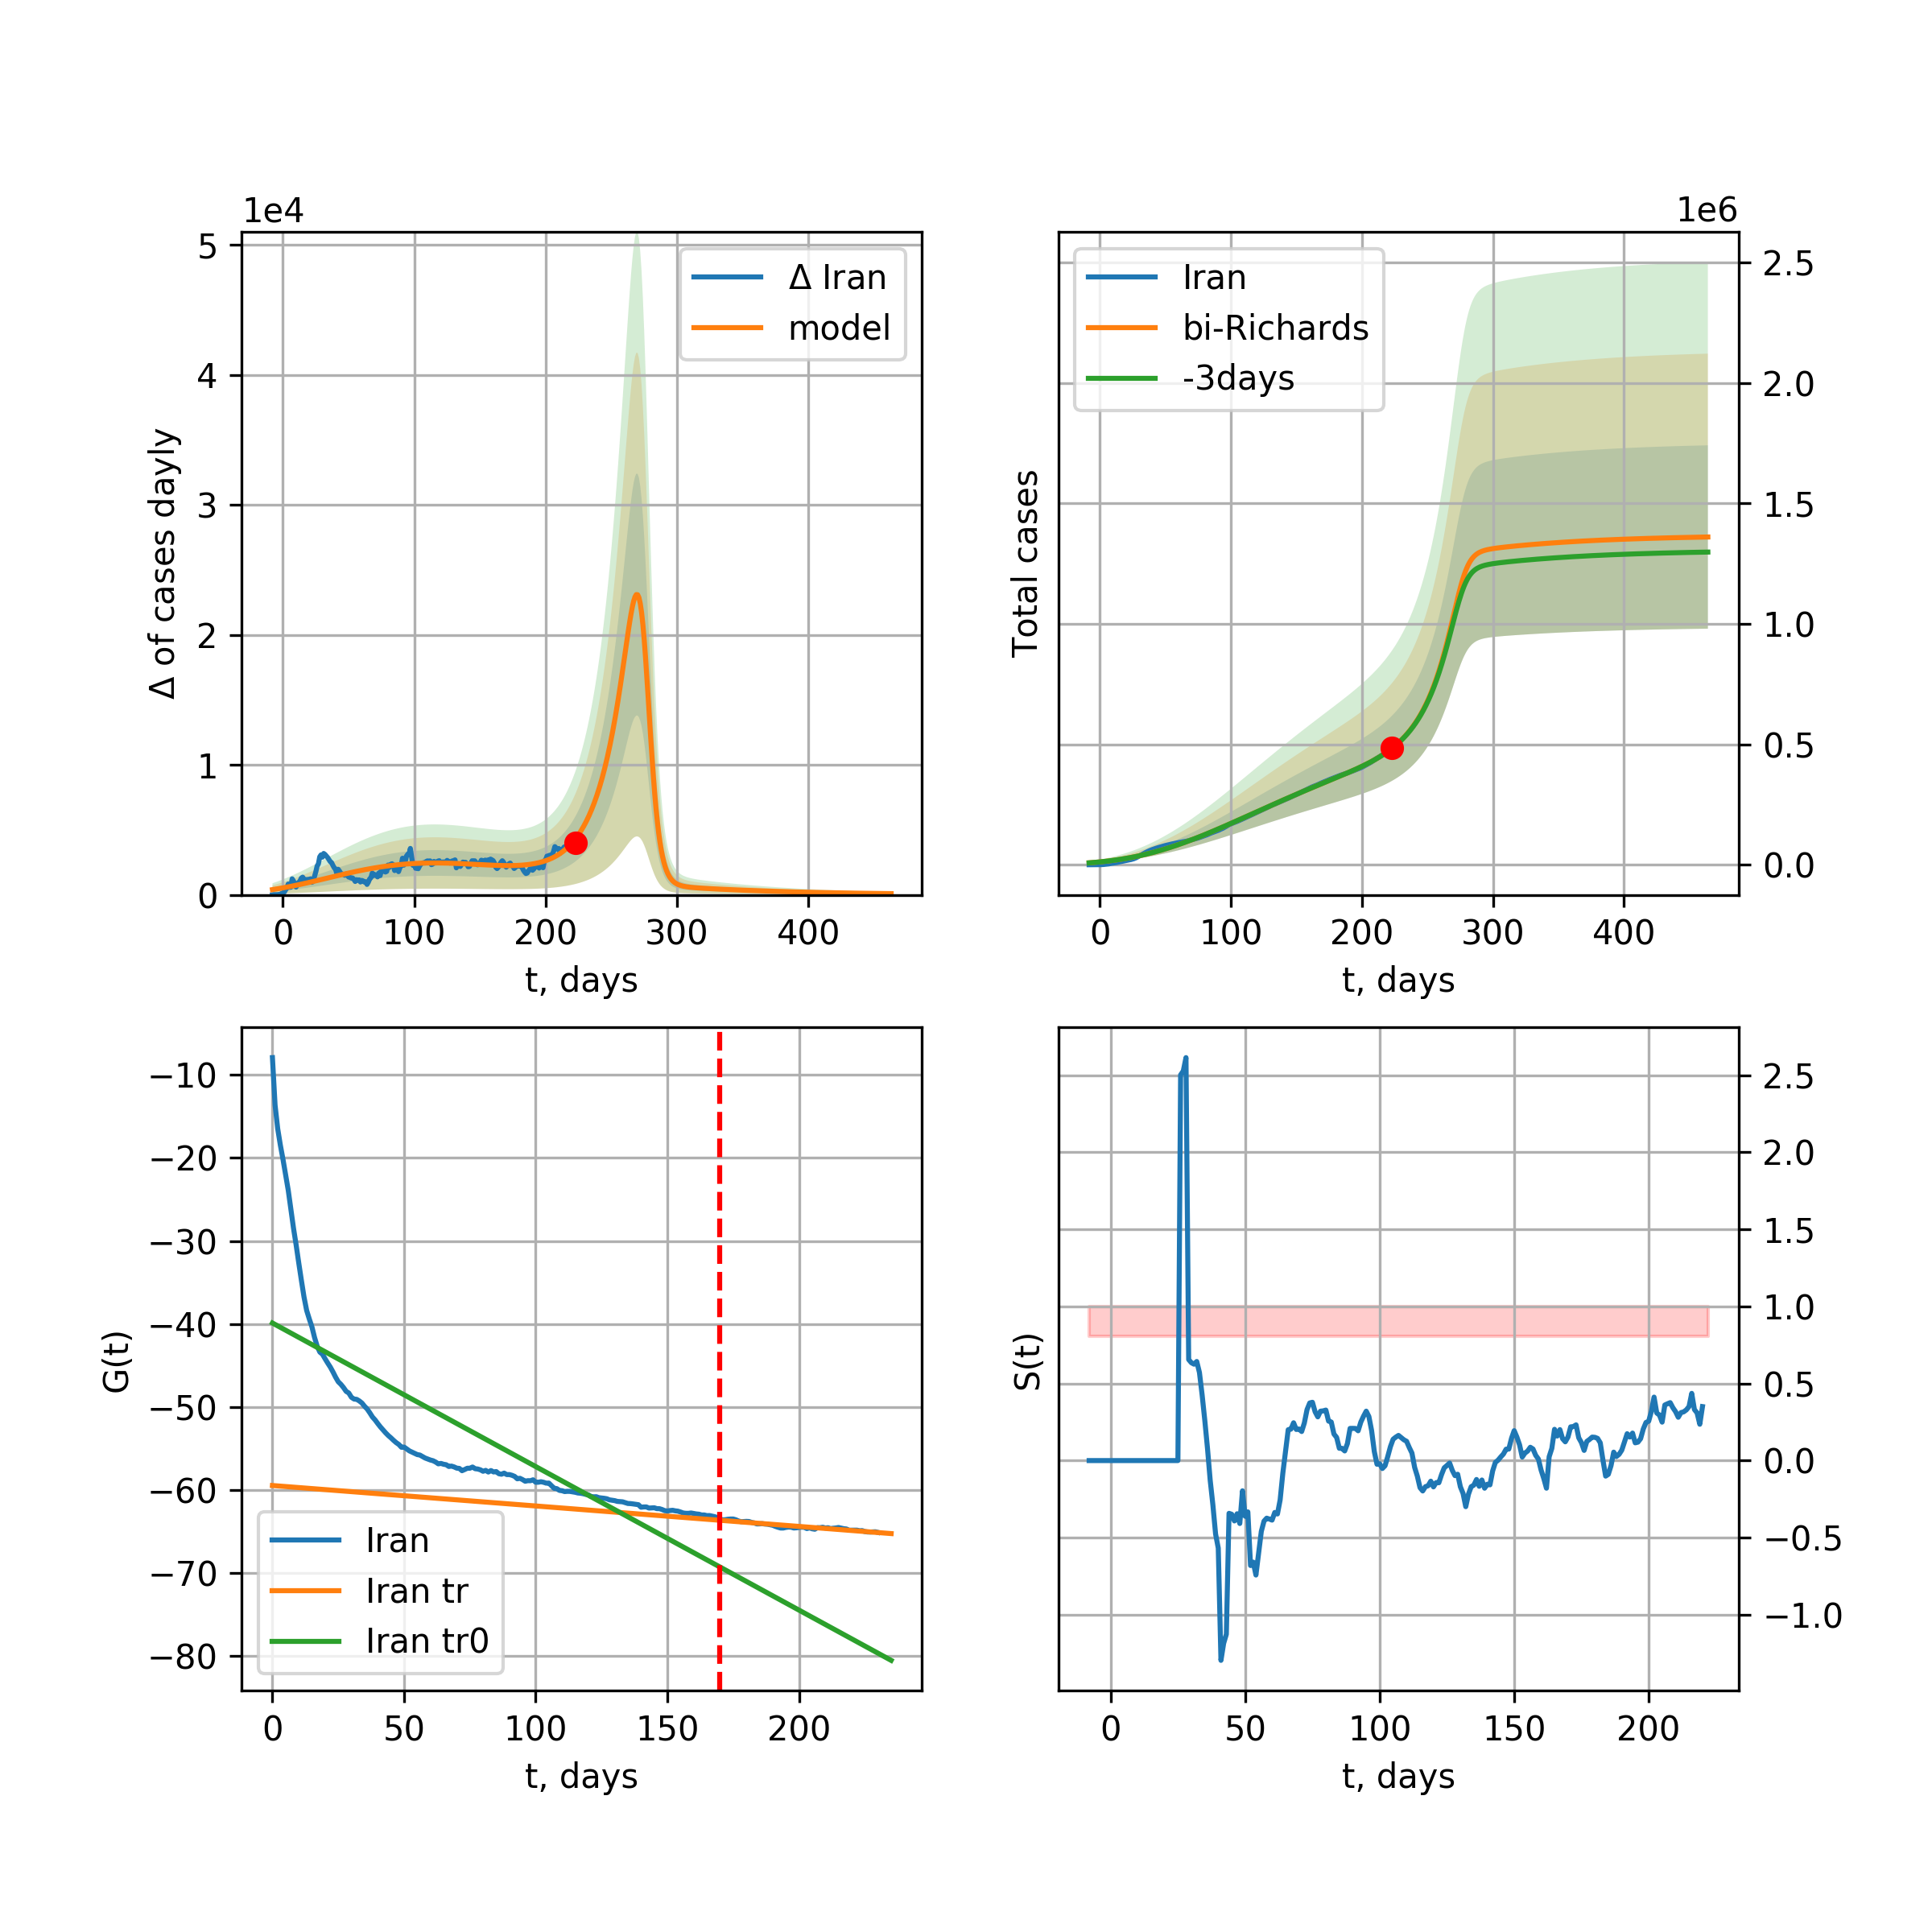 1e4
5
4
3
2
1
0
Δ of cases dayly
0 100 200 300 400
t, days
Δ Iran
model
1e6
2.5
2.0
1.5
1.0
0.5
0.0
Total cases
0 100 200 300 400
t, days
Iran
bi-Richards
-3days
−10
−20
−30
−40
−50
−60
−70
−80
G(t)
0 50 100 150 200
t, days
Iran
Iran tr
Iran tr0
2.5
2.0
1.5
1.0
0.5
0.0
−0.5
−1.0
S(t)
0 50 100 150 200
t, days